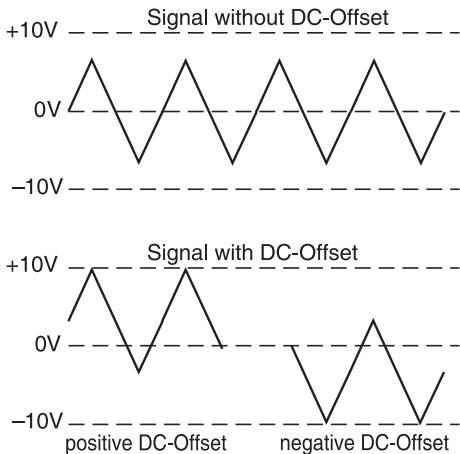 Signal without DC-Offset
+10V
0V
–10V
Signal with DC-Offset
+10V
0V
–10V
positive DC-Offset negative DC-Offset